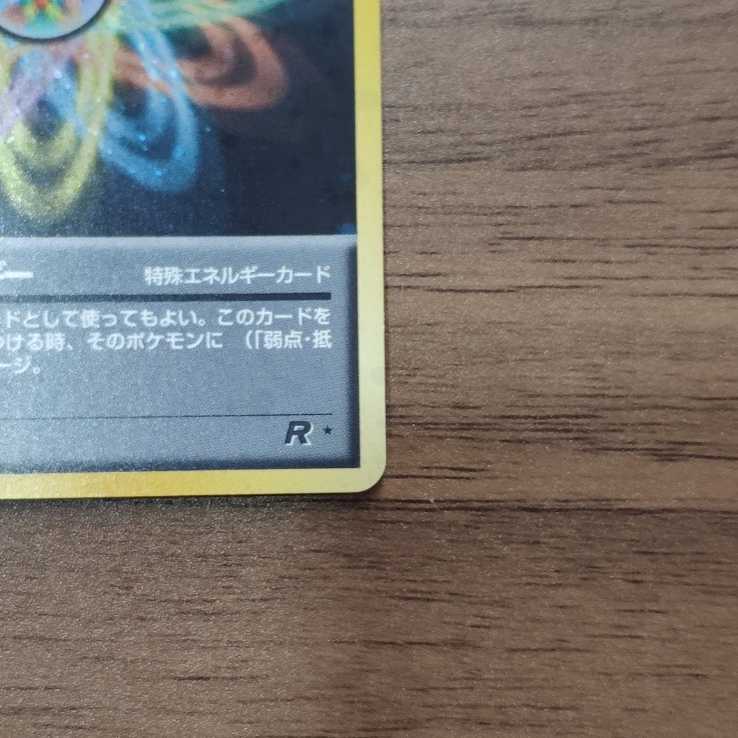 ギー 特殊エネルギーカード
ードとして使ってもよい。このカードを
つける時、そのポケモンに （「弱点・抵
ージ。
R ★